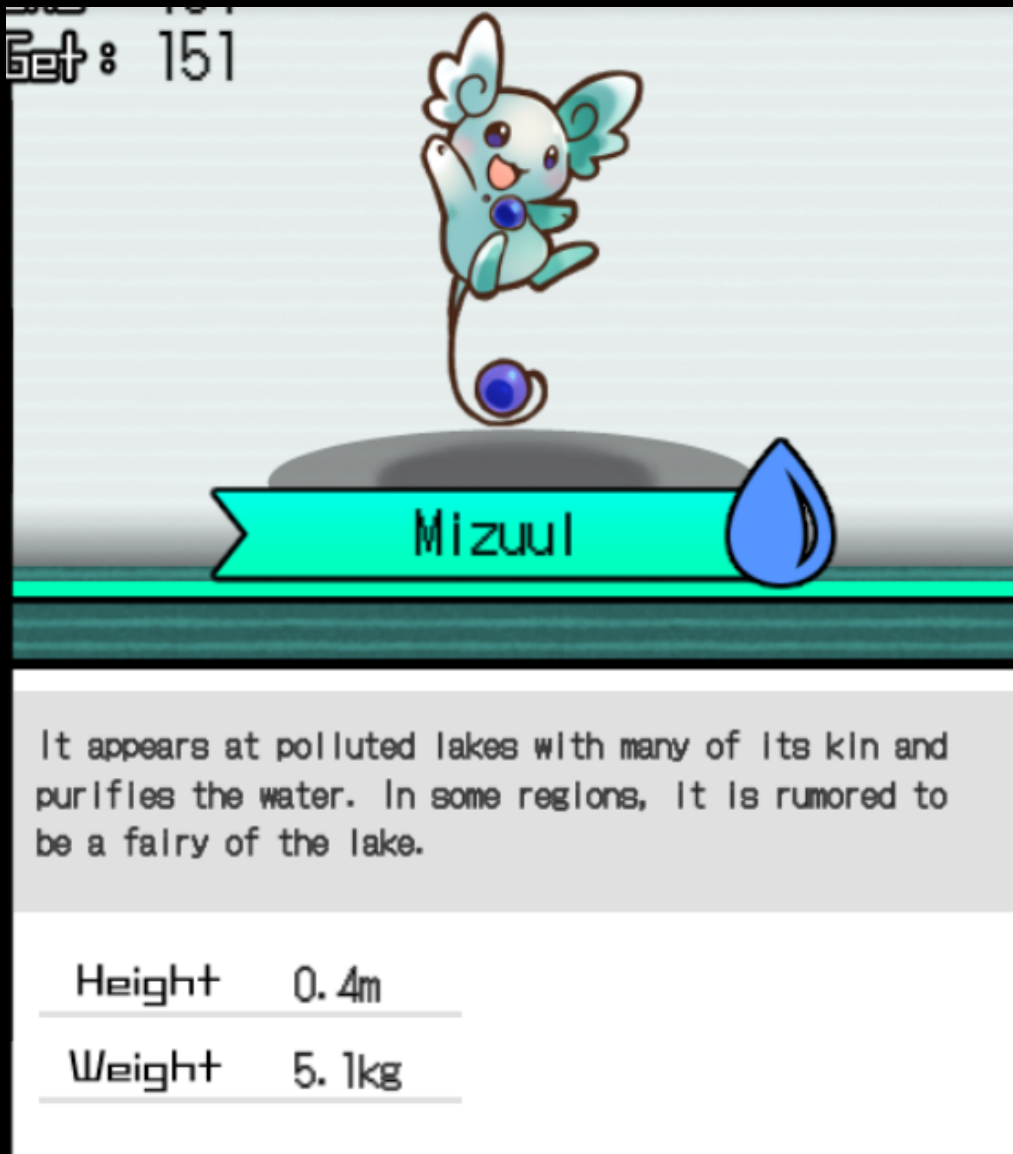 Get: 151
Mizuul
It appears at polluted lakes with many of its kin and
purifies the water. In some regions, it is rumored to
be a fairy of the lake.
Height 0.4m
Weight 5.1kg